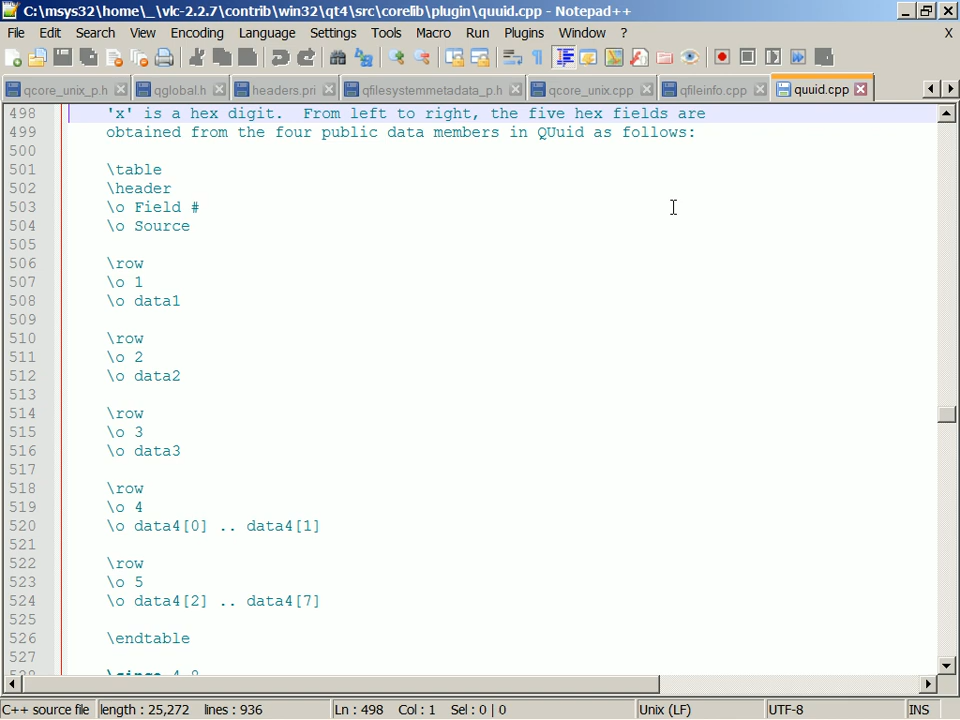 C:\msys32\home\_\vlc-2.2.7\contrib\win32\qt4\src\corelib\plugin\quuid.cpp - Notepad++
File Edit Search View Encoding Language Settings Tools Macro Run Plugins Window ? X
qcore_unix_p.h qglobal.h headers.pri qfilesystemmetadata_p.h qcore_unix.cpp qfileinfo.cpp quuid.cpp
498 'x' is a hex digit.  From left to right, the five hex fields are
499 obtained from the four public data members in QUuid as follows:
500
501 \table
502 \header
503 \o Field #
504 \o Source
505
506 \row
507 \o 1
508 \o data1
509
510 \row
511 \o 2
512 \o data2
513
514 \row
515 \o 3
516 \o data3
517
518 \row
519 \o 4
520 \o data4[0] .. data4[1]
521
522 \row
523 \o 5
524 \o data4[2] .. data4[7]
525
526 \endtable
527
C++ source file length : 25,272 lines : 936 Ln : 498 Col : 1 Sel : 0 | 0 Unix (LF) UTF-8 INS